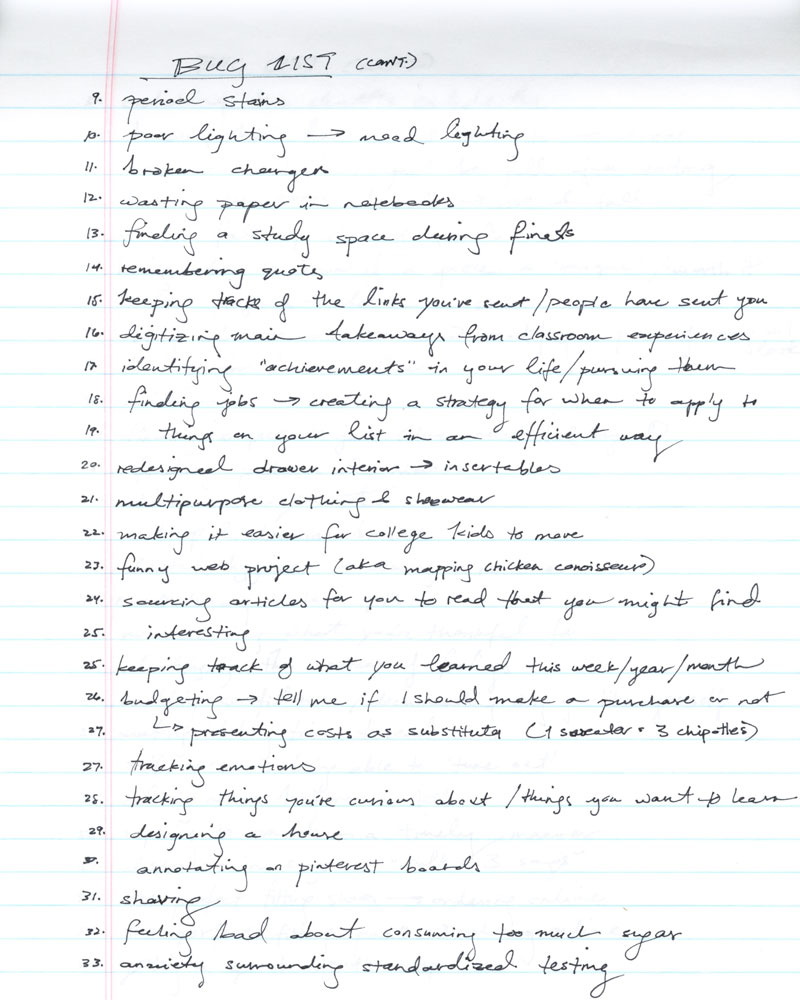 BUG LIST (CONT.)
9. period stains
10. poor lighting → mood lighting
11. broken chargers
12. wasting paper in notebooks
13. finding a study space during finals
14. remembering quotes
15. keeping track of the links you've sent/people have sent you
16. digitizing main takeaways from classroom experiences
17 identifying "achievements" in your life/pursuing them
18. finding jobs → creating a strategy for when to apply to
19. things on your list in an efficient way
20. redesigned drawer interior → insertables
21. multipurpose clothing & shoewear
22. making it easier for college kids to move
23. funny web project (aka mapping chicken conoisseurs)
24. sourcing articles for you to read that you might find
25. interesting
25. keeping track of what you learned this week/year/month
26. budgeting → tell me if I should make a purchase or not
27. ↳ presenting costs as substitute (1 sweater = 3 chipotles)
27. tracking emotions
28. tracking things you're curious about/things you want to learn
29. designing a house
30. annotating on pinterest boards
31. shaving
32. feeling bad about consuming too much sugar
33. anxiety surrounding standardized testing